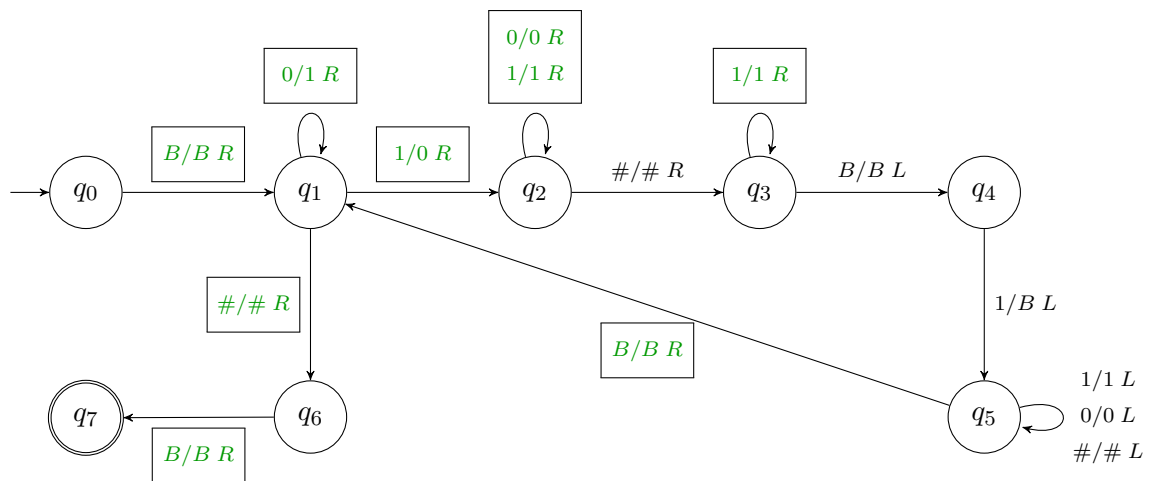 0/0 R
1/1 R
0/1 R
1/1 R
B/B R
1/0 R
#/# R
B/B L
q0
q1
q2
q3
q4
#/# R
1/B L
B/B R
1/1 L
0/0 L
#/# L
q7
q6
q5
B/B R